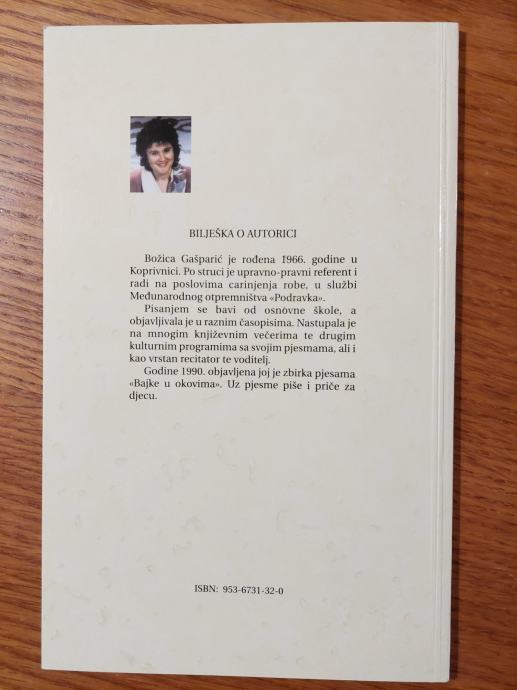 BILJEŠKA O AUTORICI
Božica Gašparić je rođena 1966. godine u
Koprivnici. Po struci je upravno-pravni referent i
radi na poslovima carinjenja robe, u službi
Međunarodnog otpremništva «Podravka».
Pisanjem se bavi od osnovne škole, a
objavljivala je u raznim časopisima. Nastupala je
na mnogim književnim večerima te drugim
kulturnim programima sa svojim pjesmama, ali i
kao vrstan recitator te voditelj.
Godine 1990. objavljena joj je zbirka pjesama
«Bajke u okovima». Uz pjesme piše i priče za
djecu.
ISBN: 953-6731-32-0